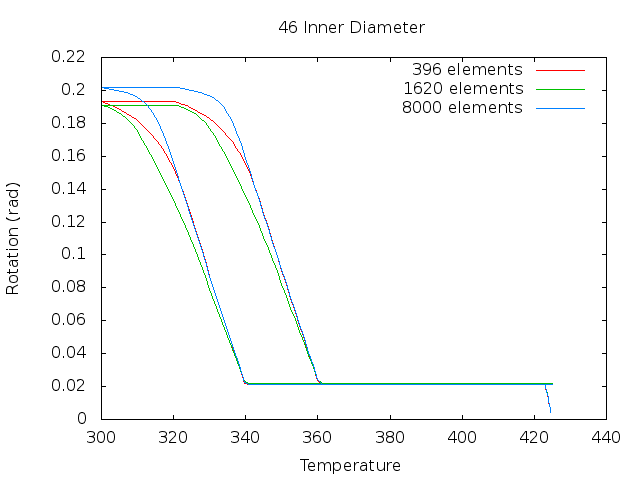 46 Inner Diameter
396 elements
1620 elements
8000 elements
Rotation (rad)
0.22
0.2
0.18
0.16
0.14
0.12
0.1
0.08
0.06
0.04
0.02
0
300 320 340 360 380 400 420 440
Temperature